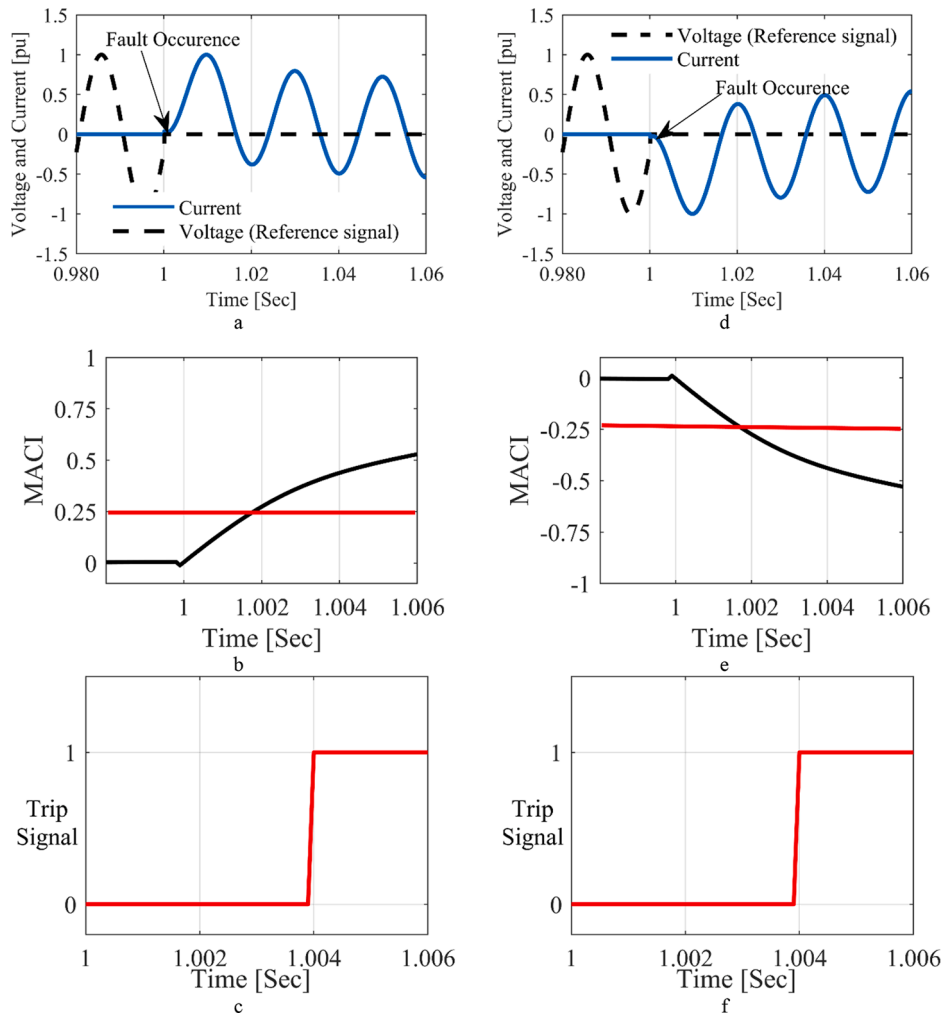 1.5
1
0.5
0
-0.5
-1
-1.5
Voltage and Current [pu]
Fault Occurence
Current
Voltage (Reference signal)
0.980 1 1.02 1.04 1.06
Time [Sec]
a
1.5
1
0.5
0
-0.5
-1
-1.5
Voltage and Current [pu]
Voltage (Reference signal)
Current
Fault Occurence
0.980 1 1.02 1.04 1.06
Time [Sec]
d
1
0.75
0.5
0.25
0
MACI
1 1.002 1.004 1.006
Time [Sec]
b
0
-0.25
-0.5
-0.75
-1
MACI
1 1.002 1.004 1.006
Time [Sec]
e
1
Trip
Signal
0
1 1.002 1.004 1.006
Time [Sec]
c
1
Trip
Signal
0
1 1.002 1.004 1.006
Time [Sec]
f